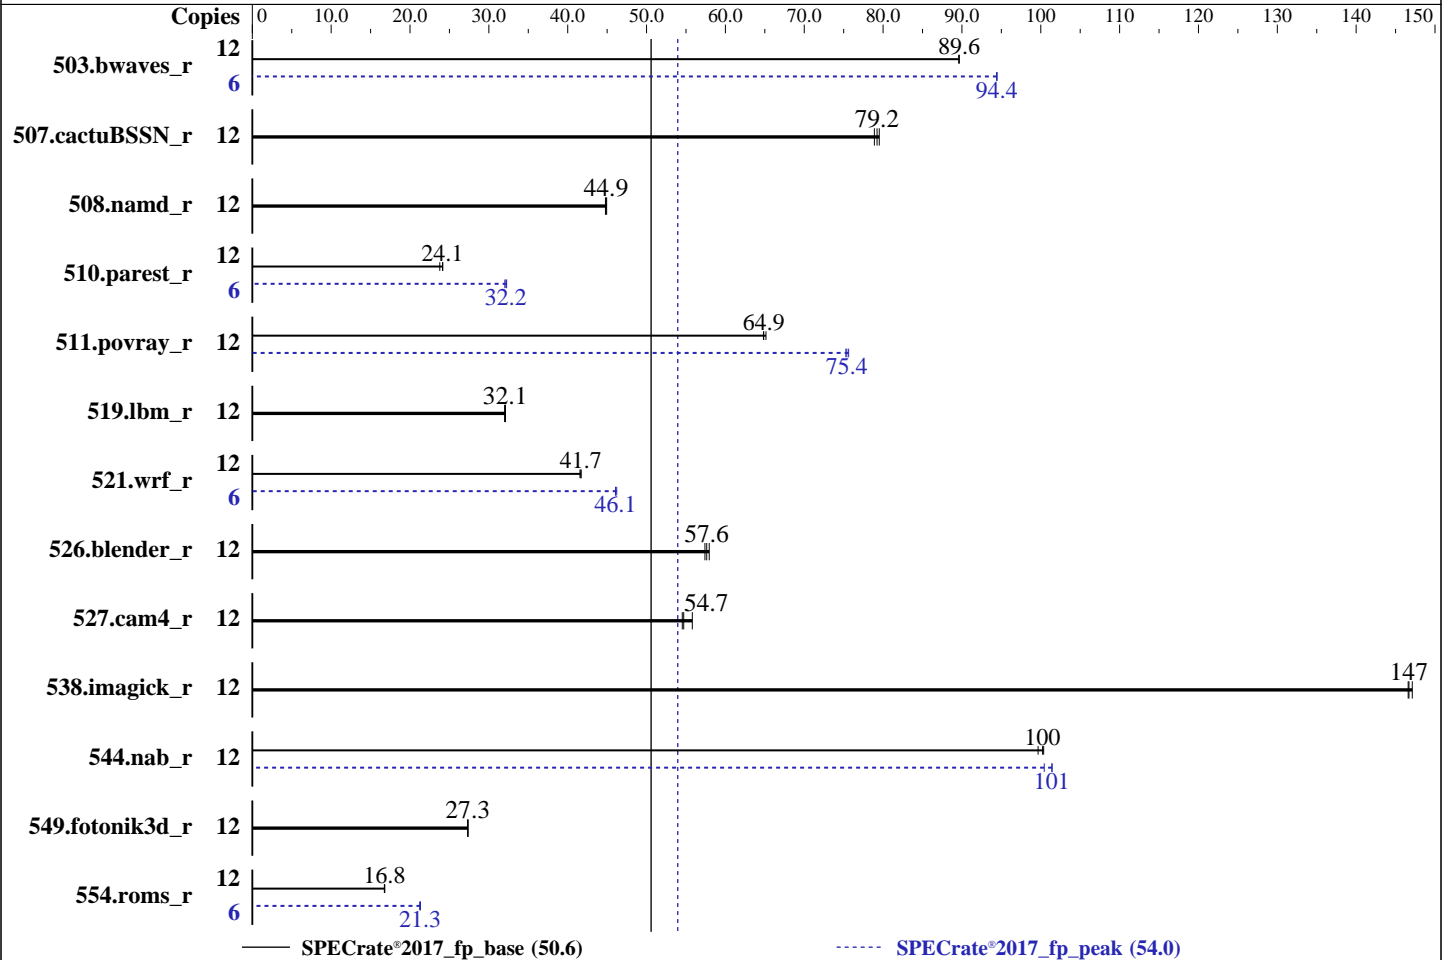 Copies 0 10.0 20.0 30.0 40.0 50.0 60.0 70.0 80.0 90.0 100 110 120 130 140 150
503.bwaves_r 12 89.6
6 94.4
507.cactuBSSN_r 12 79.2
508.namd_r 12 44.9
510.parest_r 12 24.1
6 32.2
511.povray_r 12 64.9
75.4
519.lbm_r 12 32.1
521.wrf_r 12 41.7
6 46.1
526.blender_r 12 57.6
527.cam4_r 12 54.7
538.imagick_r 12 147
544.nab_r 12 100
101
549.fotonik3d_r 12 27.3
554.roms_r 12 16.8
6 21.3
SPECrate®2017_fp_base (50.6) SPECrate®2017_fp_peak (54.0)